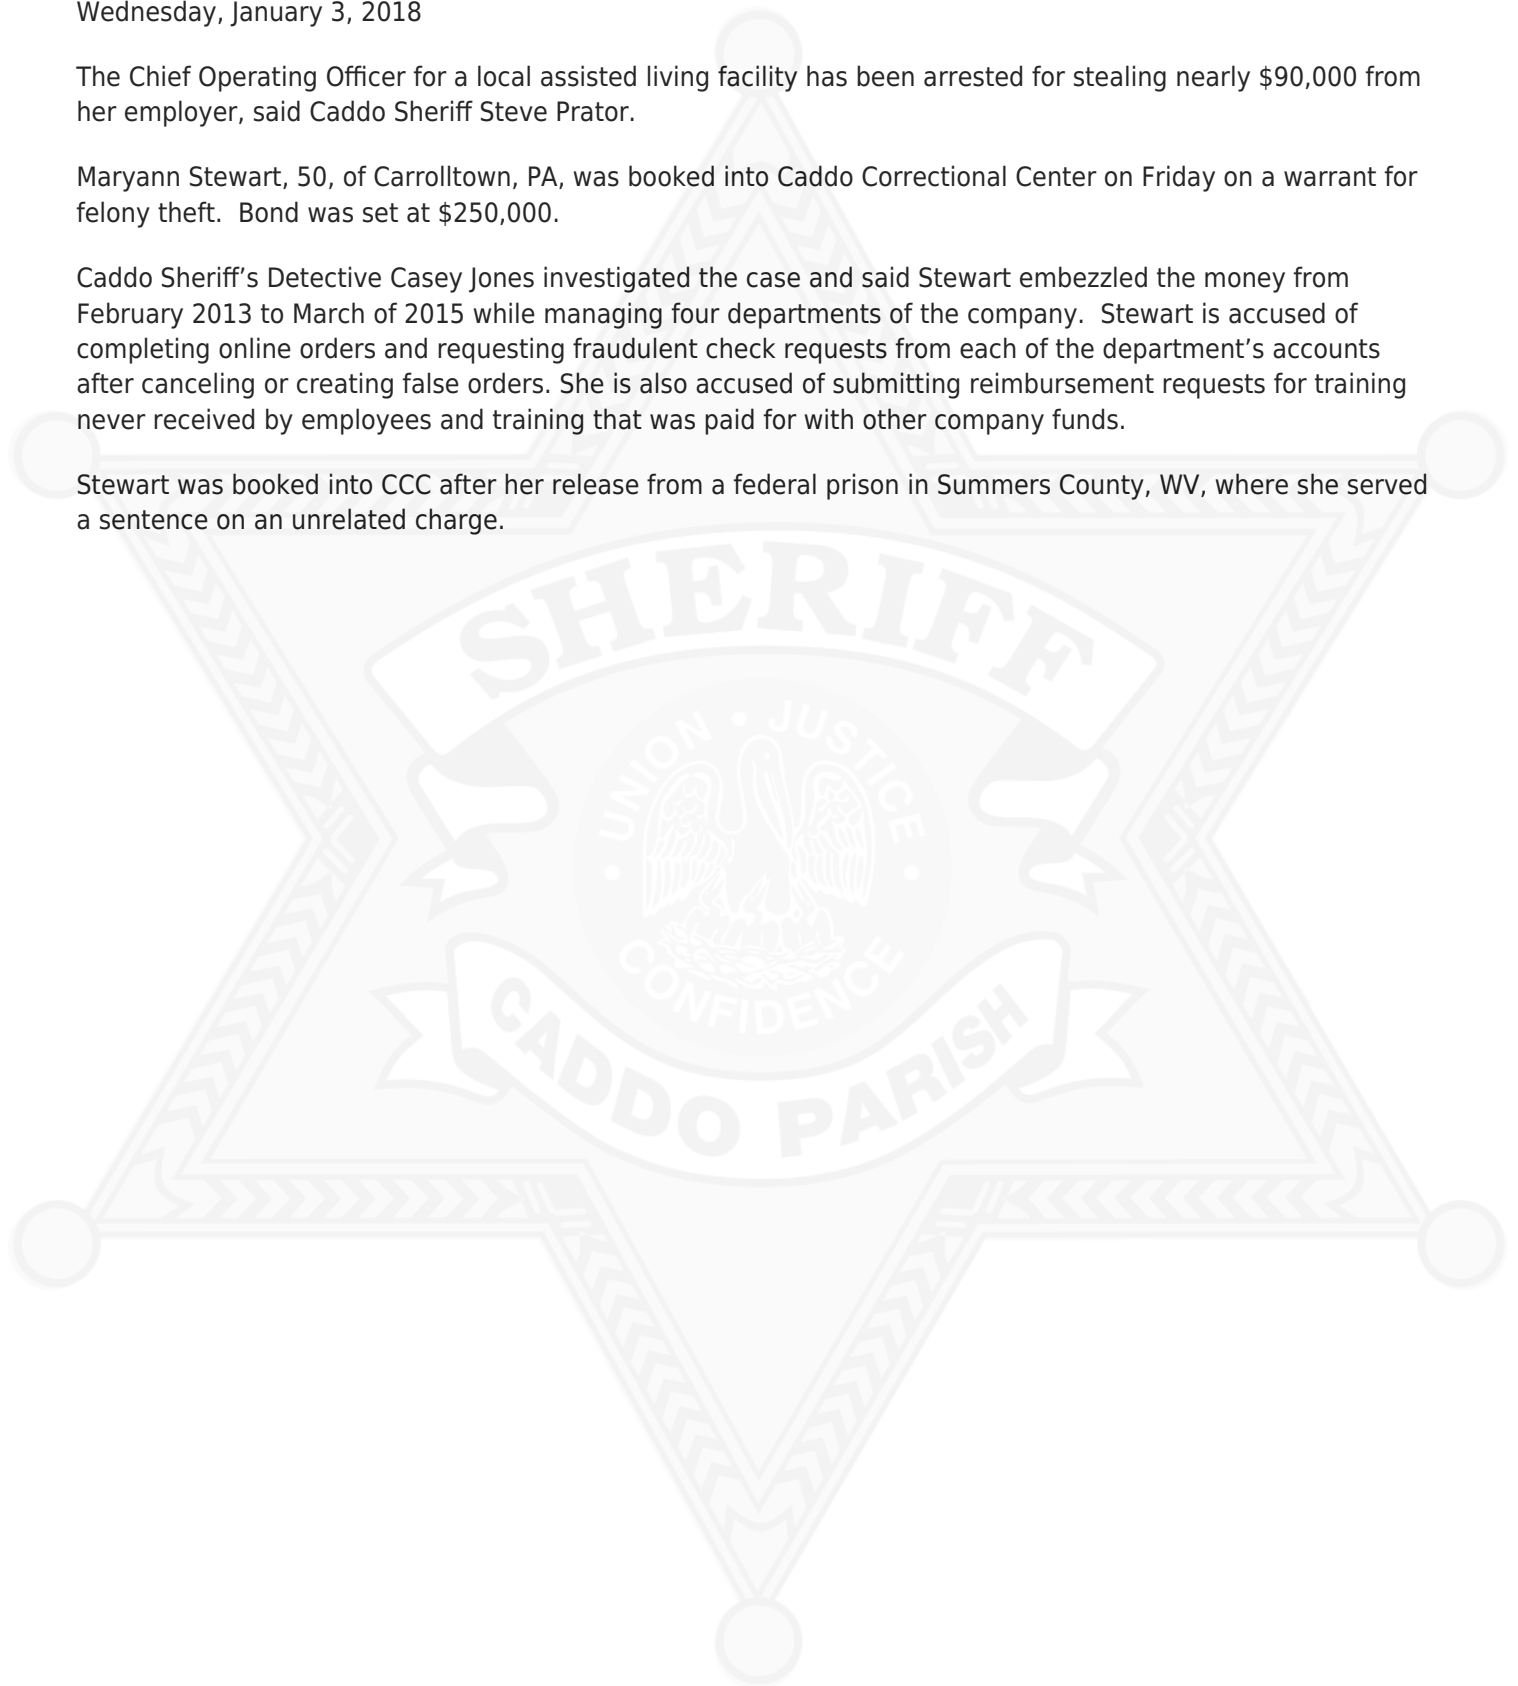 Wednesday, January 3, 2018
The Chief Operating Officer for a local assisted living facility has been arrested for stealing nearly $90,000 from
her employer, said Caddo Sheriff Steve Prator.
Maryann Stewart, 50, of Carrolltown, PA, was booked into Caddo Correctional Center on Friday on a warrant for
felony theft.  Bond was set at $250,000.
Caddo Sheriff’s Detective Casey Jones investigated the case and said Stewart embezzled the money from
February 2013 to March of 2015 while managing four departments of the company.  Stewart is accused of
completing online orders and requesting fraudulent check requests from each of the department’s accounts
after canceling or creating false orders. She is also accused of submitting reimbursement requests for training
never received by employees and training that was paid for with other company funds.
Stewart was booked into CCC after her release from a federal prison in Summers County, WV, where she served
a sentence on an unrelated charge.
SHERIFF
UNION • JUSTICE
• CONFIDENCE •
CADDO PARISH